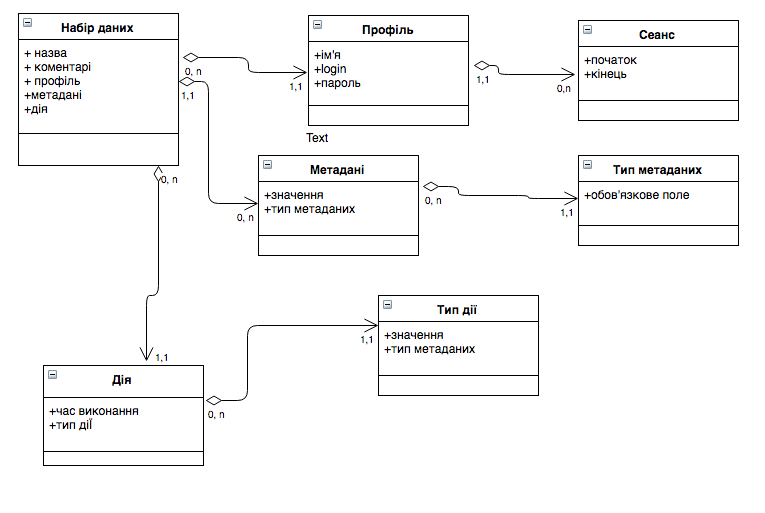 Набір даних
+ назва
+ коментарі
+ профіль
+метадані
+дія
0, n
1,1
0, n
Профіль
+ім'я
+login
+пароль
1,1
1,1
Text
Сеанс
+початок
+кінець
0,n
Метадані
+значення
+тип метаданих
0, n
0, n
Тип метаданих
+обов'язкове поле
1,1
Тип дії
+значення
+тип метаданих
1,1
1,1
Дія
+час виконання
+тип діЇ
0, n